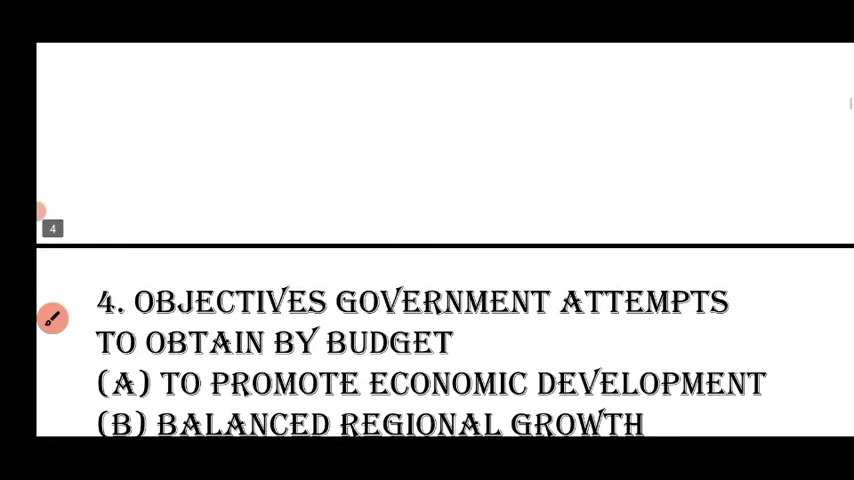 4
4. OBJECTIVES GOVERNMENT ATTEMPTS
TO OBTAIN BY BUDGET
(A) TO PROMOTE ECONOMIC DEVELOPMENT
(B) BALANCED REGIONAL GROWTH